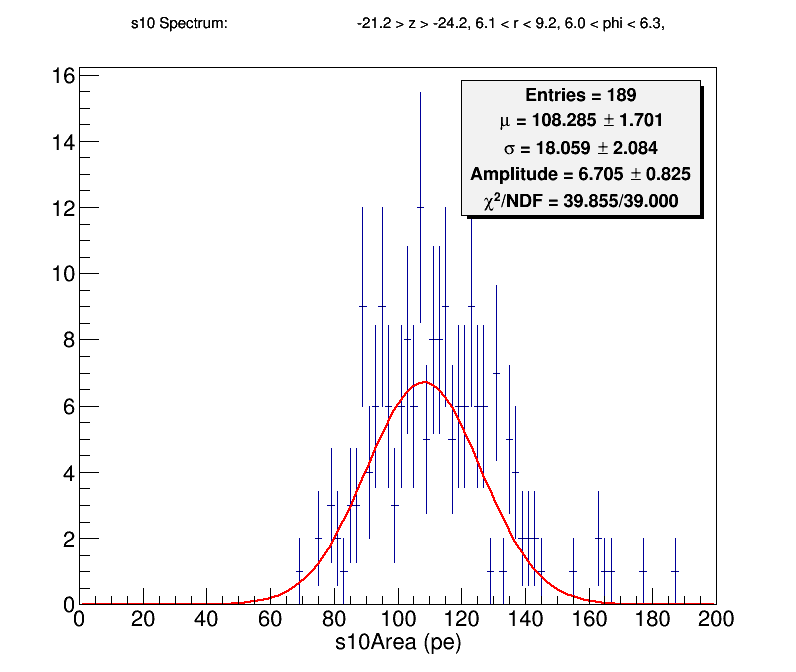 s10 Spectrum: -21.2 > z > -24.2, 6.1 < r < 9.2, 6.0 < phi < 6.3,
Entries = 189
μ = 108.285 ± 1.701
σ = 18.059 ± 2.084
Amplitude = 6.705 ± 0.825
χ²/NDF = 39.855/39.000
16
14
12
10
8
6
4
2
0
0 20 40 60 80 100 120 140 160 180 200
s10Area (pe)